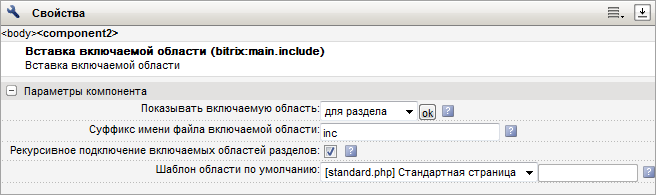 Свойства
<body><component2>
Вставка включаемой области (bitrix:main.include)
Вставка включаемой области
Параметры компонента
Показывать включаемую область: для раздела ok ?
Суффикс имени файла включаемой области: inc ?
Рекурсивное подключение включаемых областей разделов: ?
Шаблон области по умолчанию: [standard.php] Стандартная страница ?